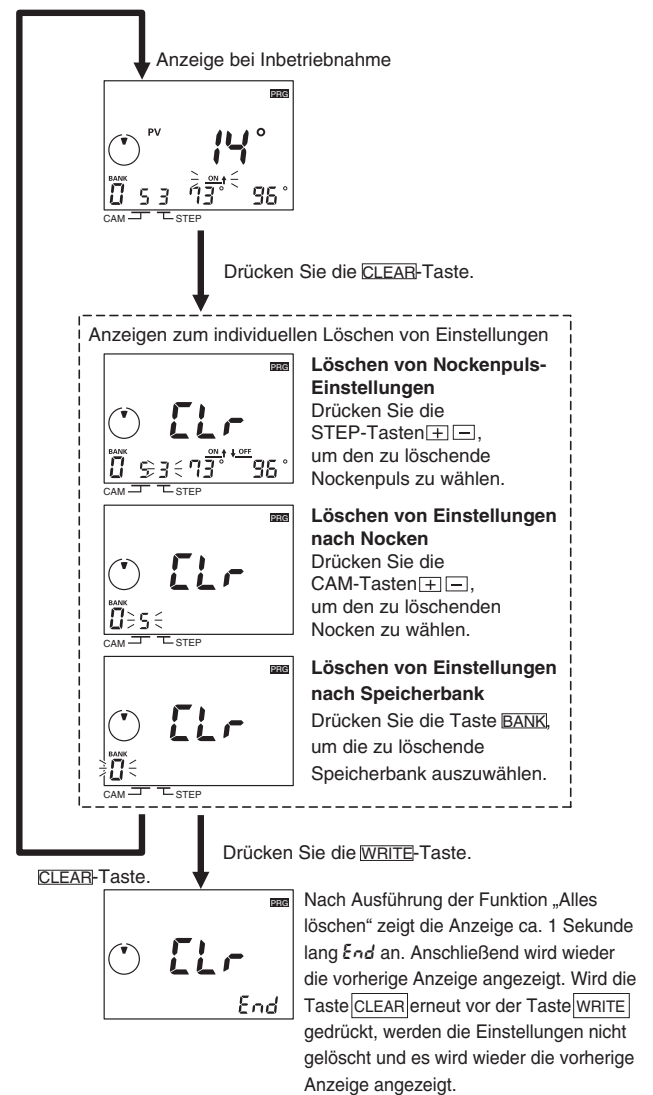 Anzeige bei Inbetriebnahme
PRG
PV 14°
BANK ON
0 5 3 73° 96°
CAM STEP
Drücken Sie die CLEAR-Taste.
Anzeigen zum individuellen Löschen von Einstellungen
PRG
CLr
BANK ON OFF
0 5 3 73° 96°
CAM STEP
Löschen von Nockenpuls-
Einstellungen
Drücken Sie die
STEP-Tasten + −,
um den zu löschende
Nockenpuls zu wählen.
PRG
CLr
BANK
0 5
CAM STEP
Löschen von Einstellungen
nach Nocken
Drücken Sie die
CAM-Tasten + −,
um den zu löschenden
Nocken zu wählen.
PRG
CLr
BANK
0
CAM STEP
Löschen von Einstellungen
nach Speicherbank
Drücken Sie die Taste BANK,
um die zu löschende
Speicherbank auszuwählen.
Drücken Sie die WRITE-Taste.
CLEAR-Taste.
PRG
CLr
End
Nach Ausführung der Funktion „Alles
löschen“ zeigt die Anzeige ca. 1 Sekunde
lang End an. Anschließend wird wieder
die vorherige Anzeige angezeigt. Wird die
Taste CLEAR erneut vor der Taste WRITE
gedrückt, werden die Einstellungen nicht
gelöscht und es wird wieder die vorherige
Anzeige angezeigt.